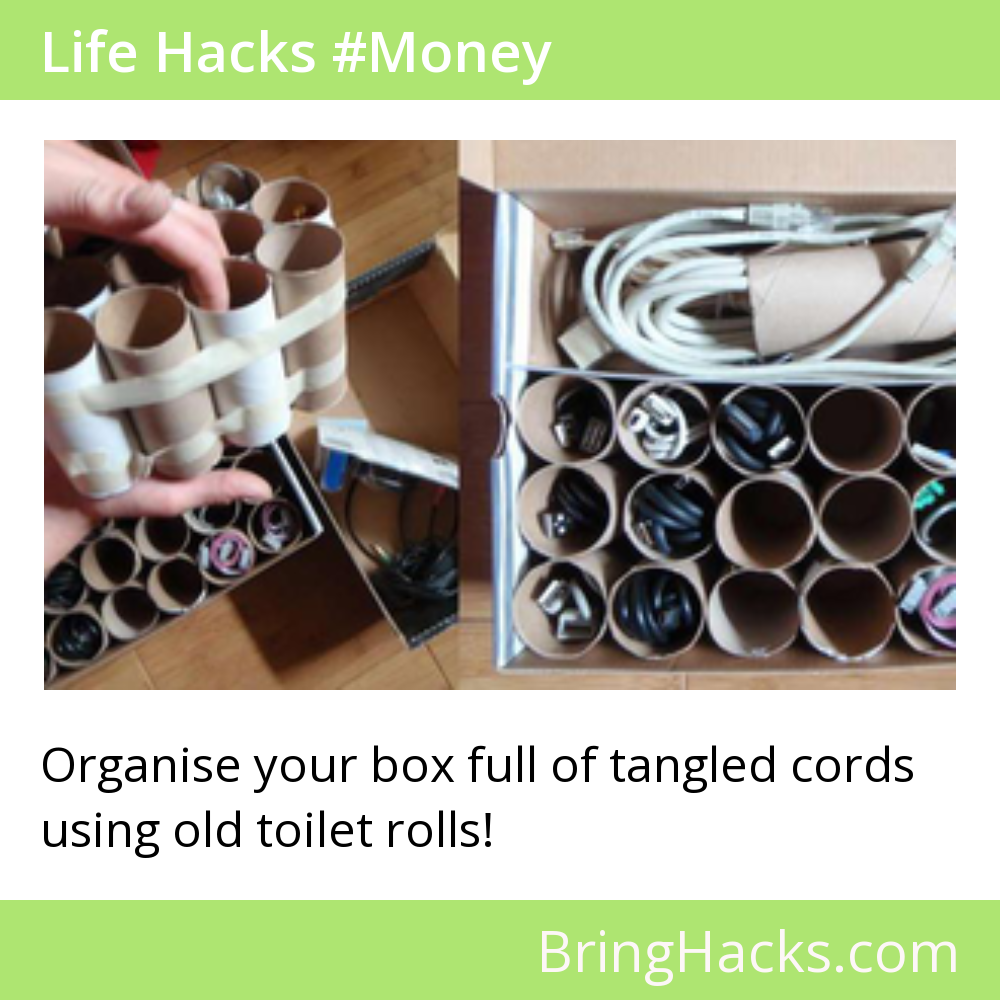 Life Hacks #Money
Organise your box full of tangled cords
using old toilet rolls!
BringHacks.com